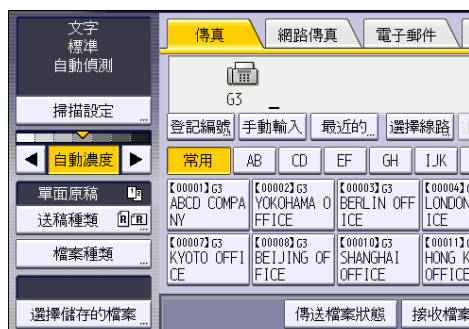 文字
標準
自動偵測
掃描設定
自動濃度
單面原稿
送稿種類
檔案種類
選擇儲存的檔案
傳真
網路傳真
電子郵件
G3 _
登記編號
手動輸入
最近的
選擇線路
常用
AB
CD
EF
GH
IJK
【00001】G3
ABCD COMPA
NY
【00002】G3
YOKOHAMA O
FFICE
【00003】G3
BERLIN OFF
ICE
【00004】
LONDON
ICE
【00007】G3
KYOTO OFFI
CE
【00008】G3
BEIJING OF
FICE
【00010】G3
SHANGHAI
OFFICE
【00011】
HONG K
OFFICE
傳送檔案狀態
接收檔案